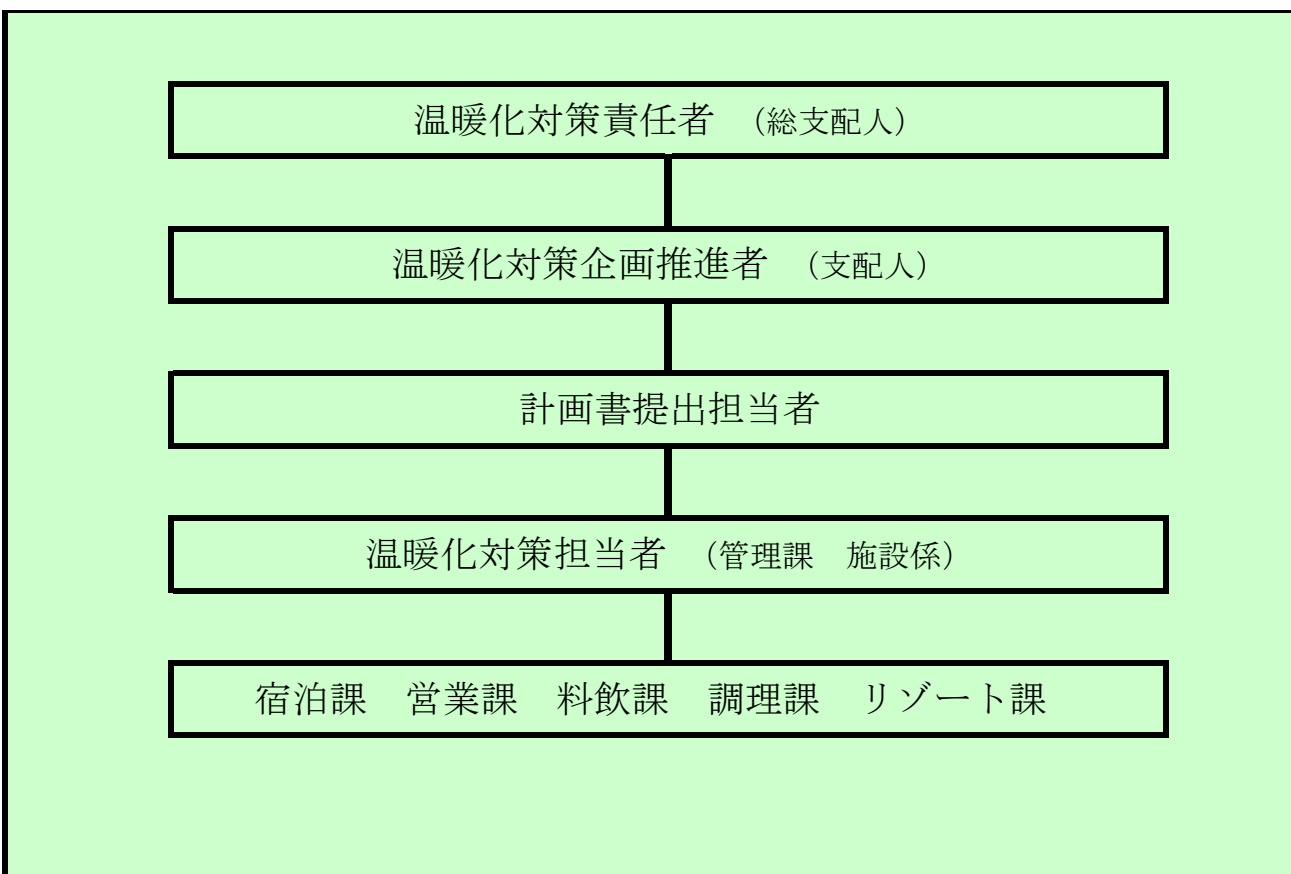 温暖化対策責任者　（総支配人）
温暖化対策企画推進者　（支配人）
計画書提出担当者
温暖化対策担当者　（管理課　施設係）
宿泊課　営業課　料飲課　調理課　リゾート課